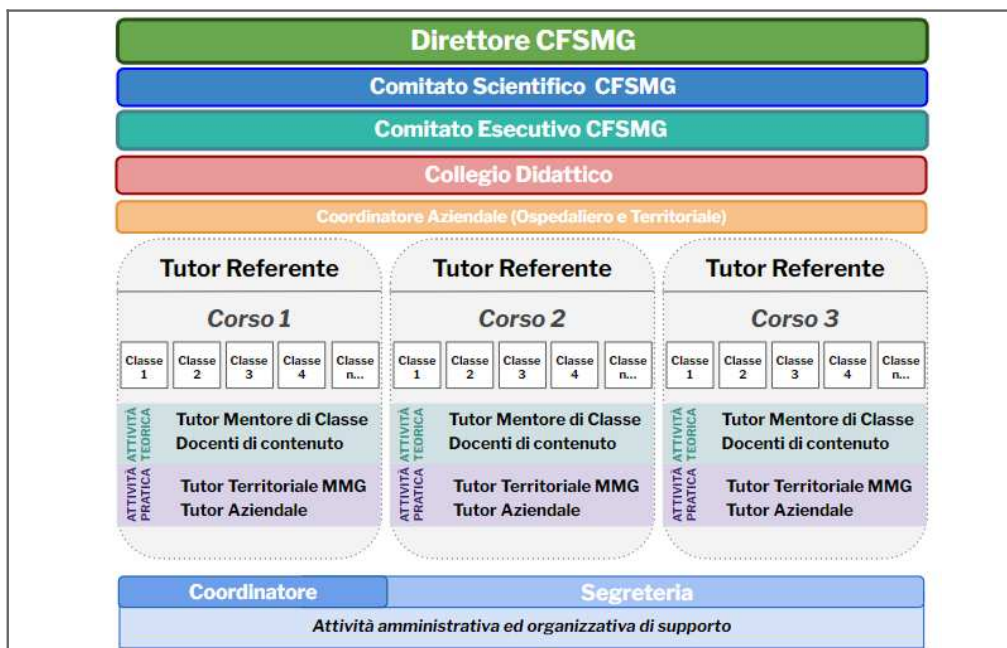 Direttore CFSMG
Comitato Scientifico CFSMG
Comitato Esecutivo CFSMG
Collegio Didattico
Coordinatore Aziendale (Ospedaliero e Territoriale)
Tutor Referente
Corso 1
Classe 1
Classe 2
Classe 3
Classe 4
Classe n...
ATTIVITÀ TEORICA
Tutor Mentore di Classe
Docenti di contenuto
ATTIVITÀ PRATICA
Tutor Territoriale MMG
Tutor Aziendale
Tutor Referente
Corso 2
Classe 1
Classe 2
Classe 3
Classe 4
Classe n...
ATTIVITÀ TEORICA
Tutor Mentore di Classe
Docenti di contenuto
ATTIVITÀ PRATICA
Tutor Territoriale MMG
Tutor Aziendale
Tutor Referente
Corso 3
Classe 1
Classe 2
Classe 3
Classe 4
Classe n...
ATTIVITÀ TEORICA
Tutor Mentore di Classe
Docenti di contenuto
ATTIVITÀ PRATICA
Tutor Territoriale MMG
Tutor Aziendale
Coordinatore
Segreteria
Attività amministrativa ed organizzativa di supporto